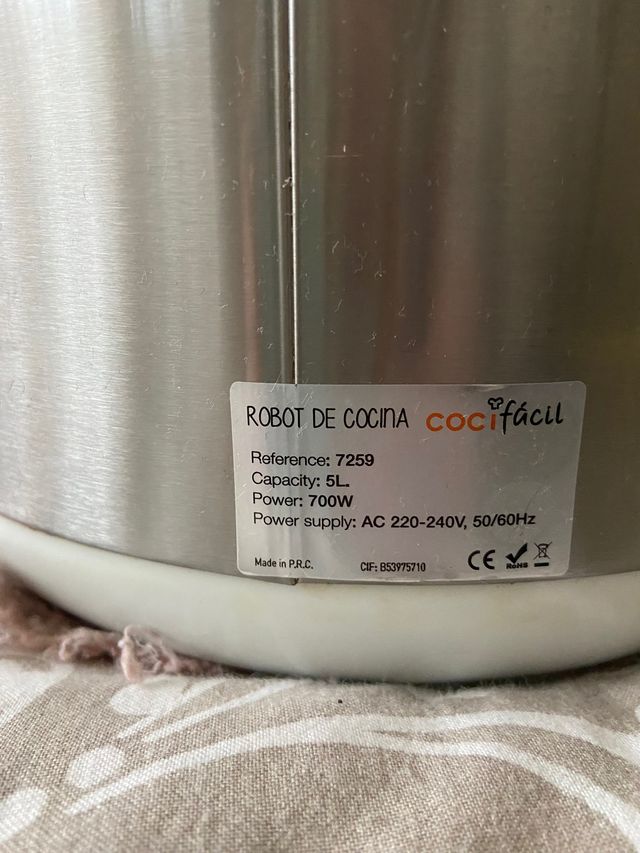 ROBOT DE COCINA cocifácil
Reference: 7259
Capacity: 5L.
Power: 700W
Power supply: AC 220-240V, 50/60Hz
Made in P.R.C. CIF: B53975710 CE RoHS